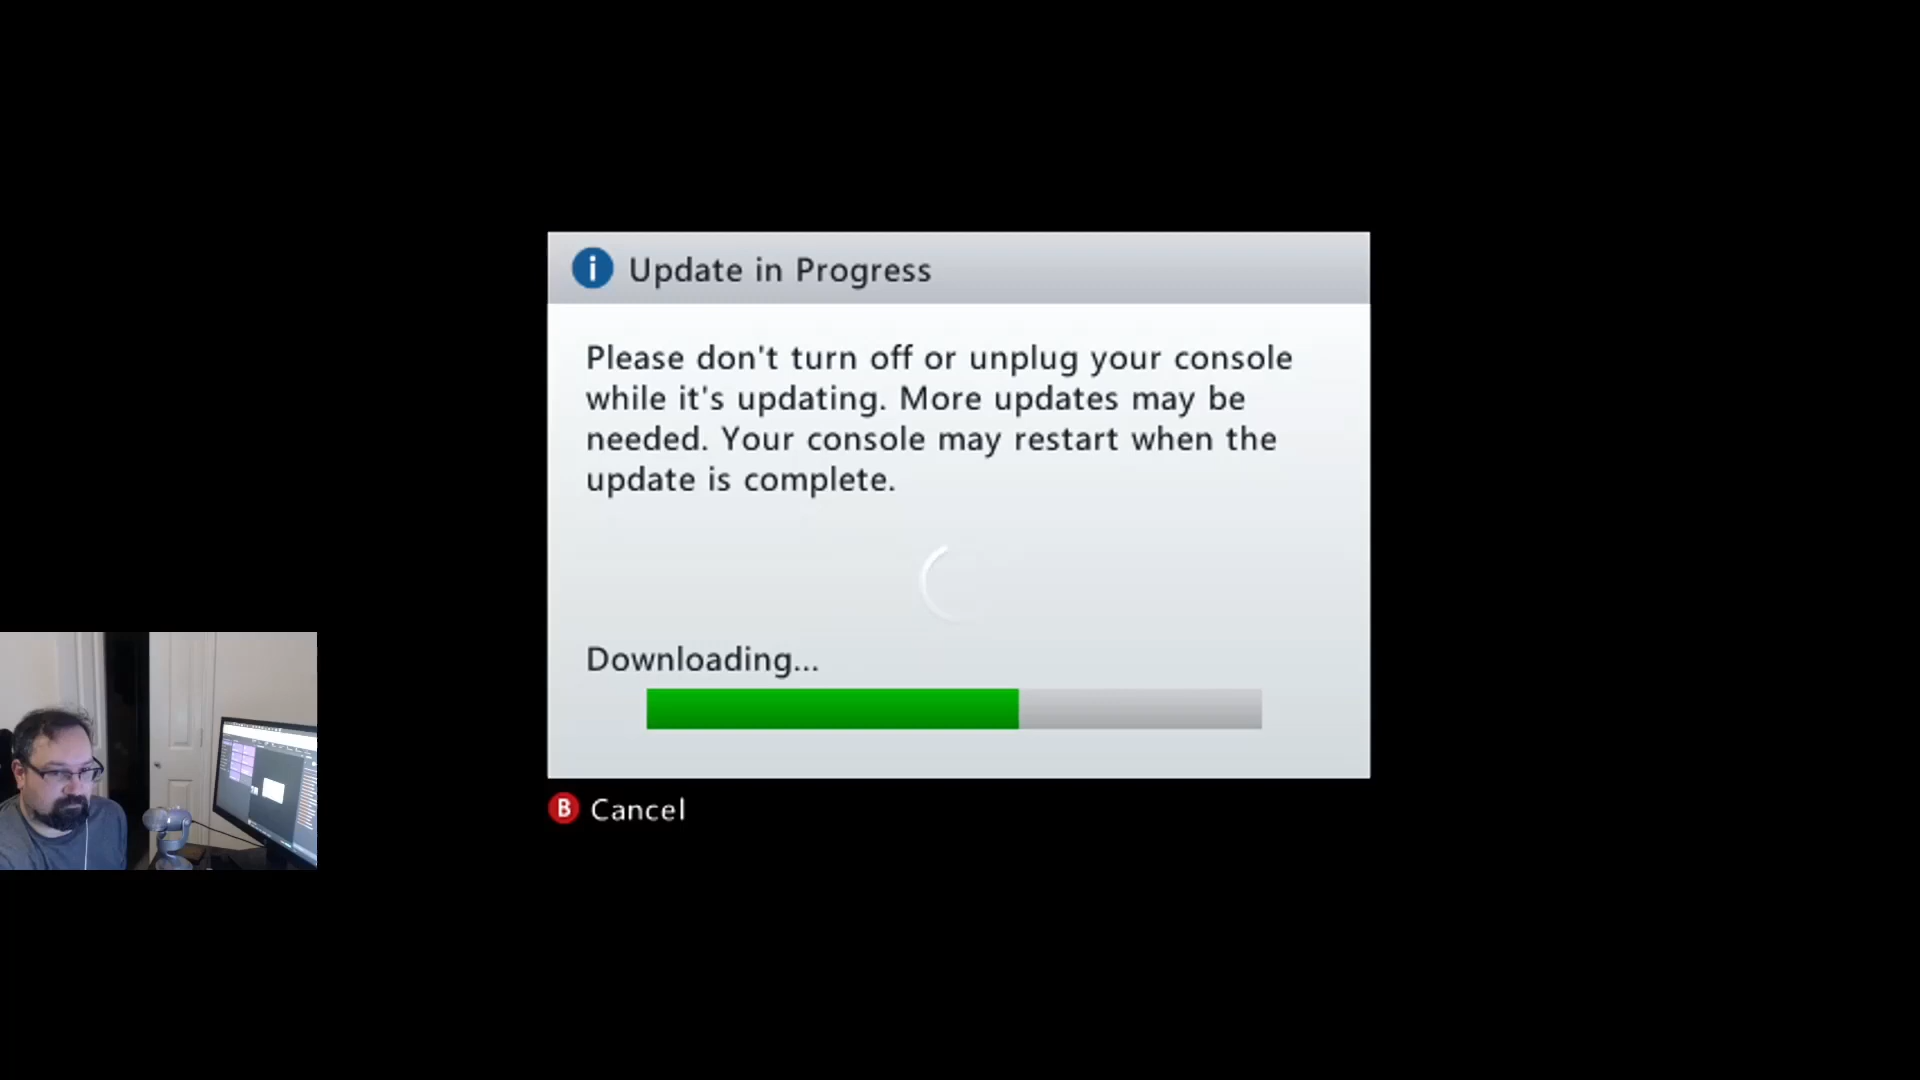 i Update in Progress
Please don't turn off or unplug your console
while it's updating. More updates may be
needed. Your console may restart when the
update is complete.
Downloading...
B Cancel